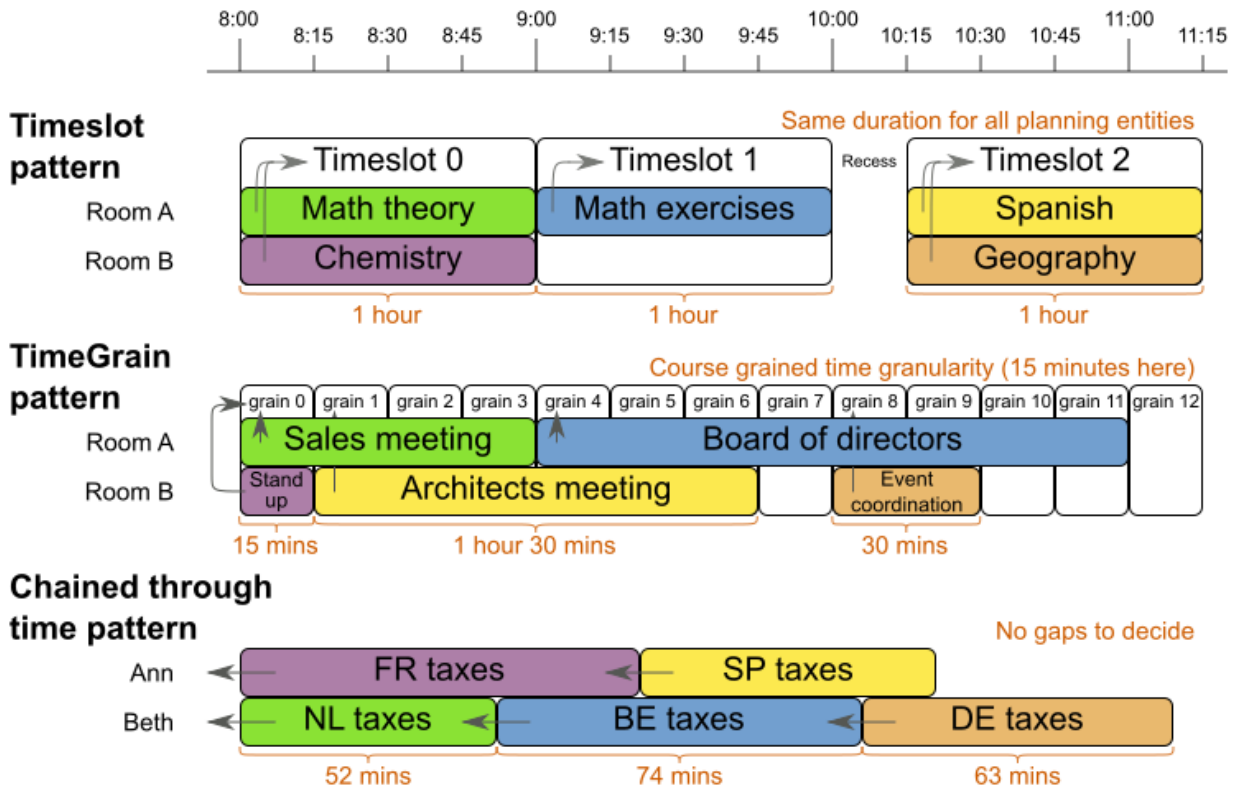 8:00 9:00 10:00 11:00
8:15 8:30 8:45 9:15 9:30 9:45 10:15 10:30 10:45 11:15
Timeslot
pattern
Same duration for all planning entities
Timeslot 0 Timeslot 1 Recess Timeslot 2
Room A Math theory Math exercises Spanish
Room B Chemistry Geography
1 hour 1 hour 1 hour
TimeGrain
pattern
Course grained time granularity (15 minutes here)
grain 0 grain 1 grain 2 grain 3 grain 4 grain 5 grain 6 grain 7 grain 8 grain 9 grain 10 grain 11 grain 12
Room A Sales meeting Board of directors
Room B Stand up Architects meeting Event coordination
15 mins 1 hour 30 mins 30 mins
Chained through
time pattern
No gaps to decide
Ann FR taxes SP taxes
Beth NL taxes BE taxes DE taxes
52 mins 74 mins 63 mins